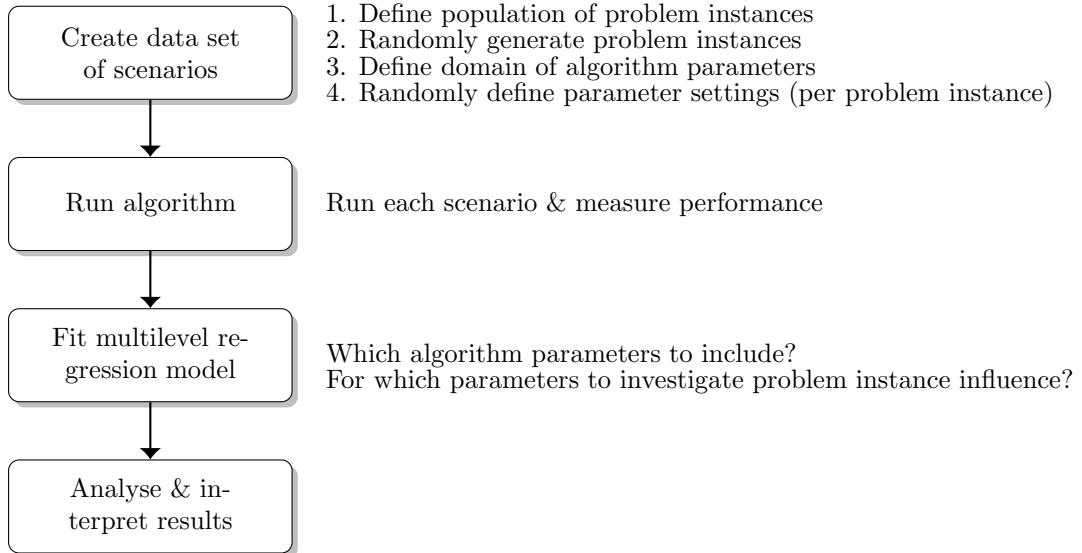 Create data set
of scenarios
1. Define population of problem instances
2. Randomly generate problem instances
3. Define domain of algorithm parameters
4. Randomly define parameter settings (per problem instance)
Run algorithm
Run each scenario & measure performance
Fit multilevel re-
gression model
Which algorithm parameters to include?
For which parameters to investigate problem instance influence?
Analyse & in-
terpret results